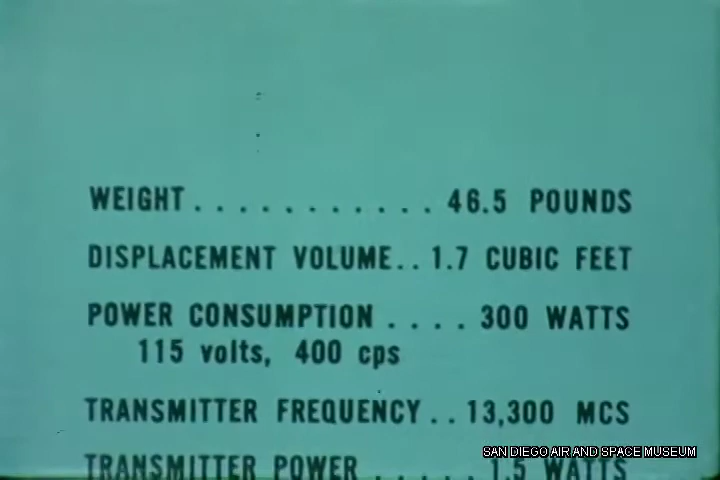 WEIGHT........... 46.5 POUNDS
DISPLACEMENT VOLUME.. 1.7 CUBIC FEET
POWER CONSUMPTION .... 300 WATTS
115 volts, 400 cps
TRANSMITTER FREQUENCY.. 13,300 MCS
TRANSMITTER POWER ..... 1.5 WATTS
SAN DIEGO AIR AND SPACE MUSEUM